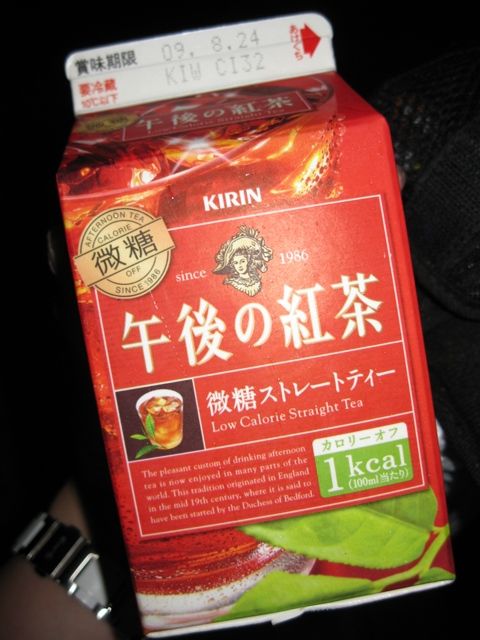 賞味期限 09. 8.24
KIW CI32
要冷蔵
10℃以下
あけくち
微糖
午後の紅茶
KIRIN
AFTERNOON TEA
CALORIE
微糖
OFF
SINCE 1986
since 1986
午後の紅茶
微糖ストレートティー
Low Calorie Straight Tea
The pleasant custom of drinking afternoon
tea is now enjoyed in many parts of the
world. This tradition originated in England
in the mid 19th century, where it is said to
have been started by the Duchess of Bedford.
カロリーオフ
1kcal
(100ml当たり)